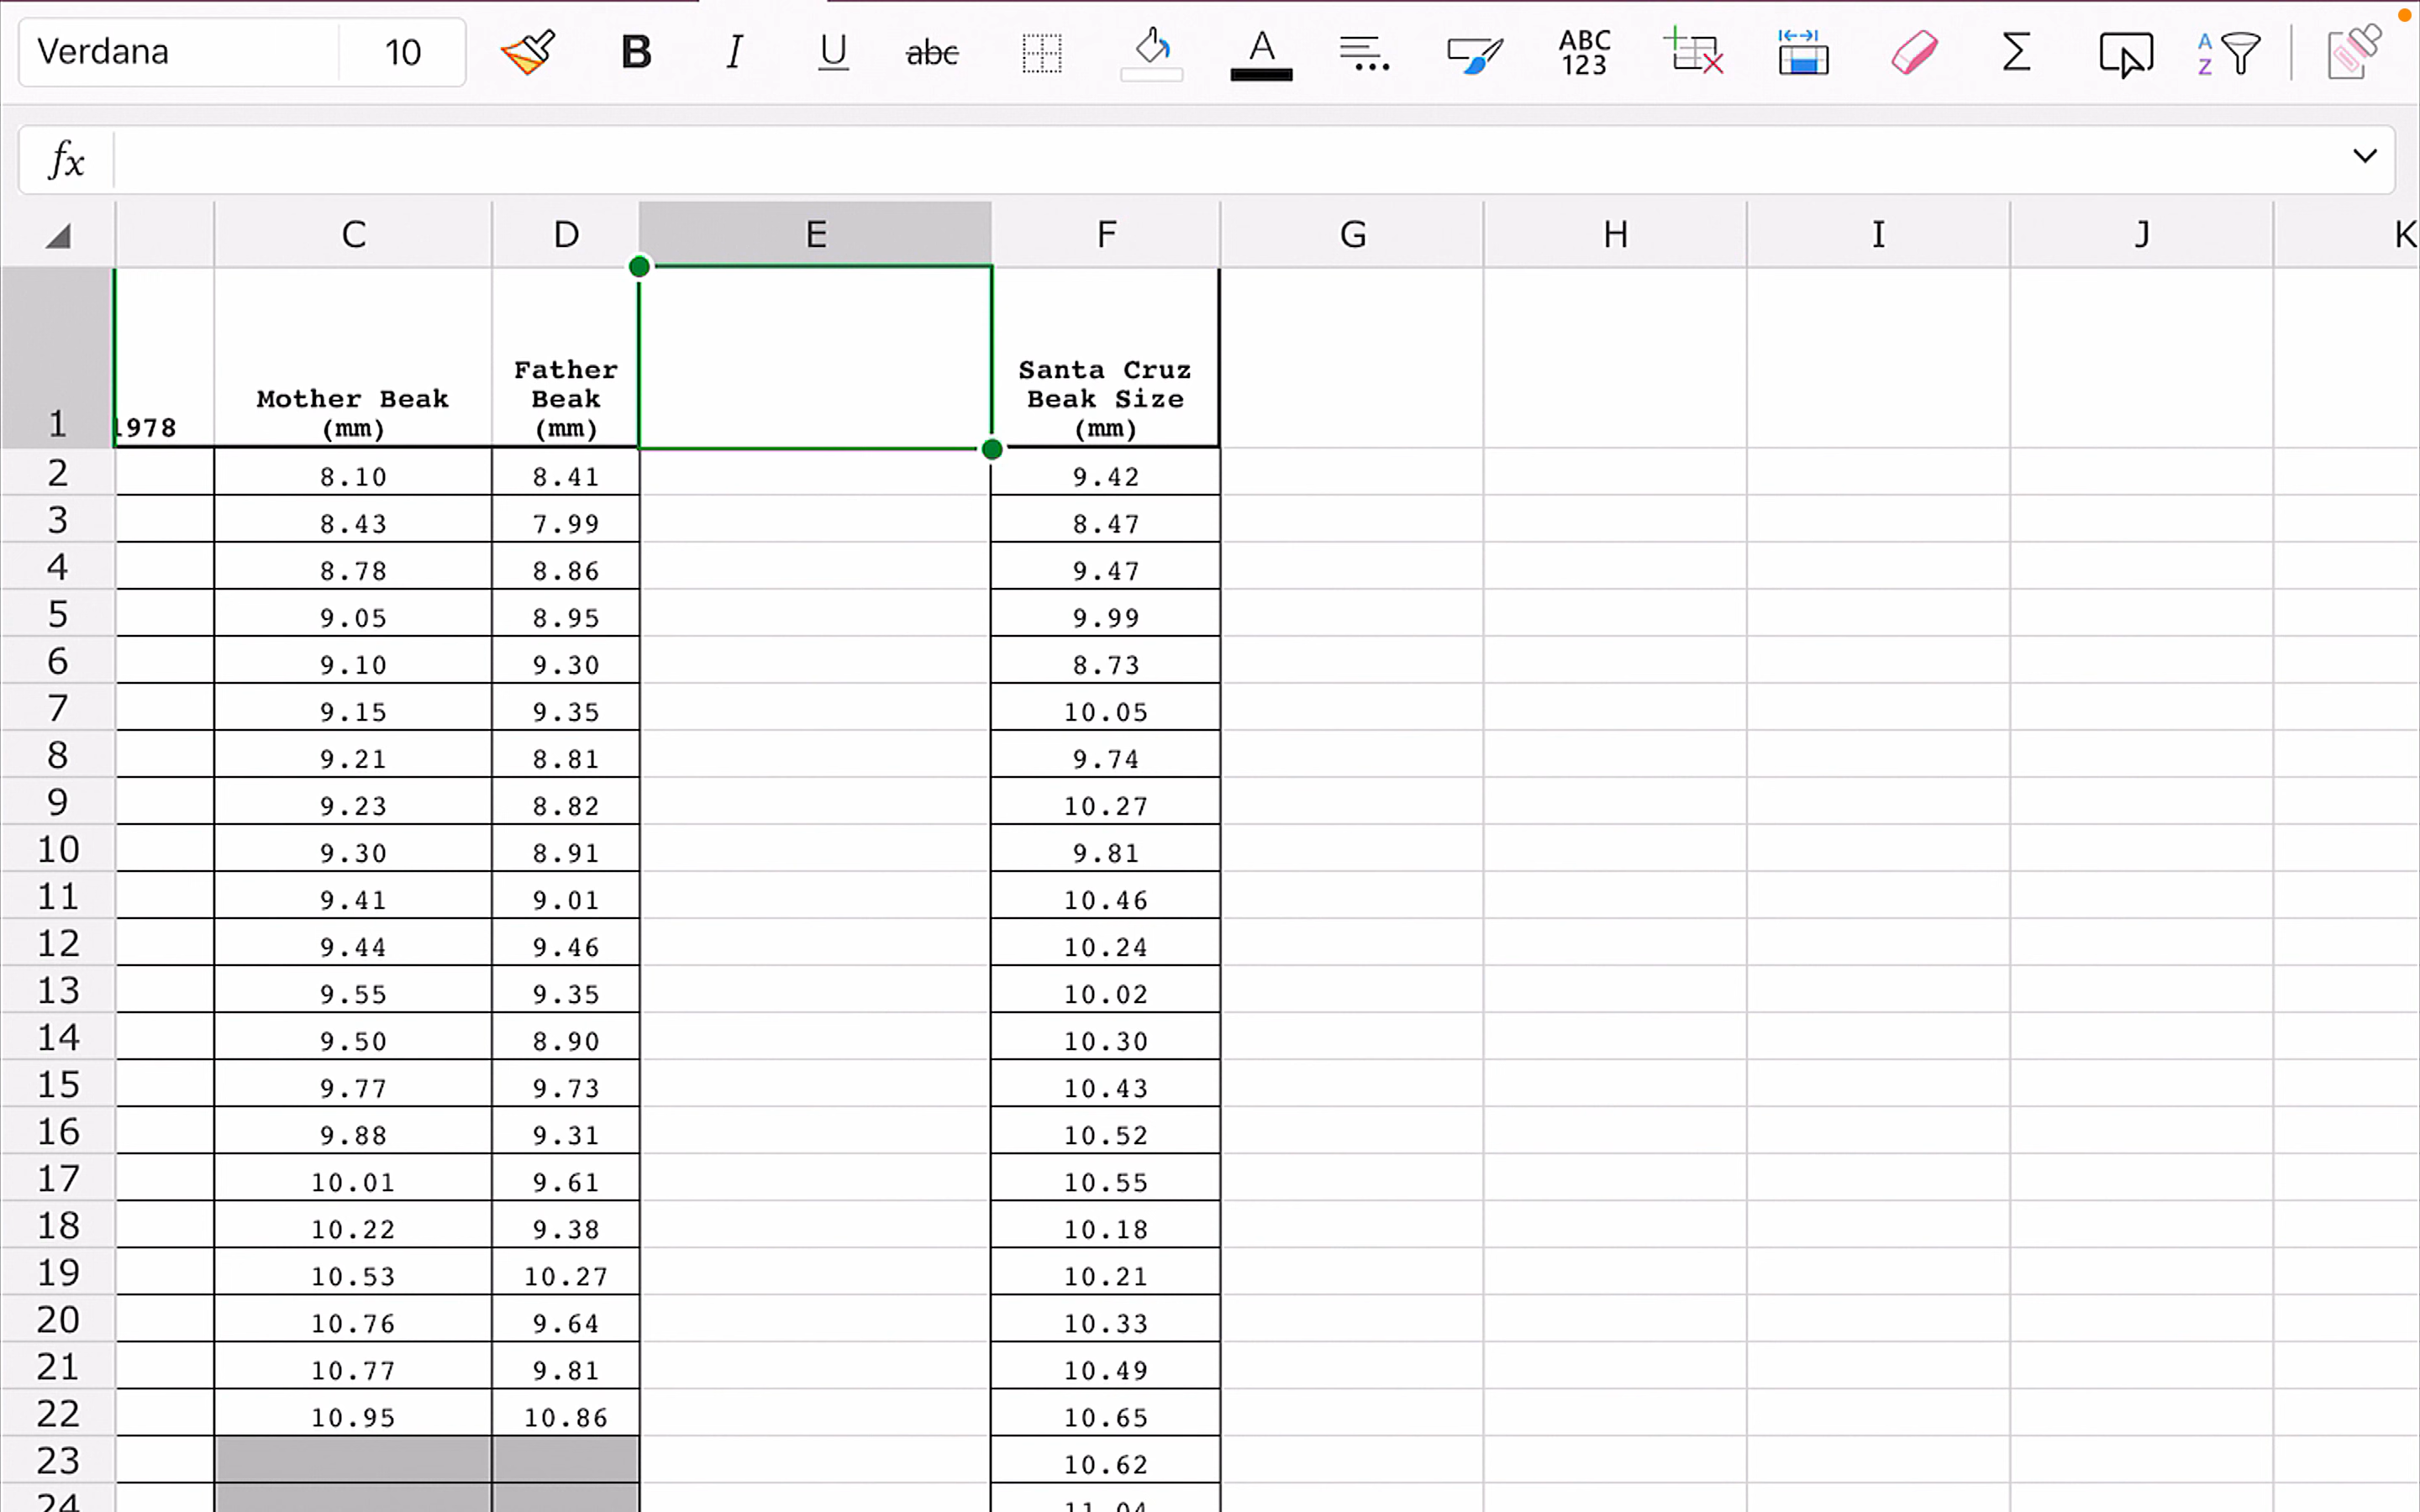 Verdana 10 B I U abc A ABC 123 Σ A Z
fx
C D E F G H I J K
Father Santa Cruz
Mother Beak Beak Beak Size
1 1978 (mm) (mm) (mm)
2 8.10 8.41 9.42
3 8.43 7.99 8.47
4 8.78 8.86 9.47
5 9.05 8.95 9.99
6 9.10 9.30 8.73
7 9.15 9.35 10.05
8 9.21 8.81 9.74
9 9.23 8.82 10.27
10 9.30 8.91 9.81
11 9.41 9.01 10.46
12 9.44 9.46 10.24
13 9.55 9.35 10.02
14 9.50 8.90 10.30
15 9.77 9.73 10.43
16 9.88 9.31 10.52
17 10.01 9.61 10.55
18 10.22 9.38 10.18
19 10.53 10.27 10.21
20 10.76 9.64 10.33
21 10.77 9.81 10.49
22 10.95 10.86 10.65
23 10.62
24 11.04